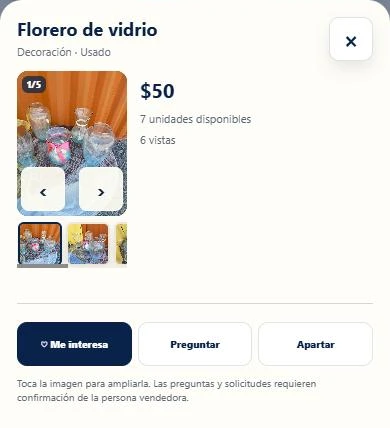 Florero de vidrio
Decoración · Usado
×
1/5
$50
7 unidades disponibles
6 vistas
‹
›
♡ Me interesa
Preguntar
Apartar
Toca la imagen para ampliarla. Las preguntas y solicitudes requieren
confirmación de la persona vendedora.